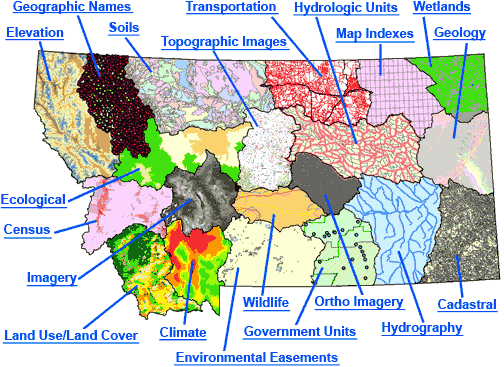 Geographic Names
Transportation
Hydrologic Units
Wetlands
Elevation
Soils
Topographic Images
Map Indexes
Geology
Ecological
Census
Imagery
Land Use/Land Cover
Climate
Wildlife
Environmental Easements
Government Units
Ortho Imagery
Hydrography
Cadastral